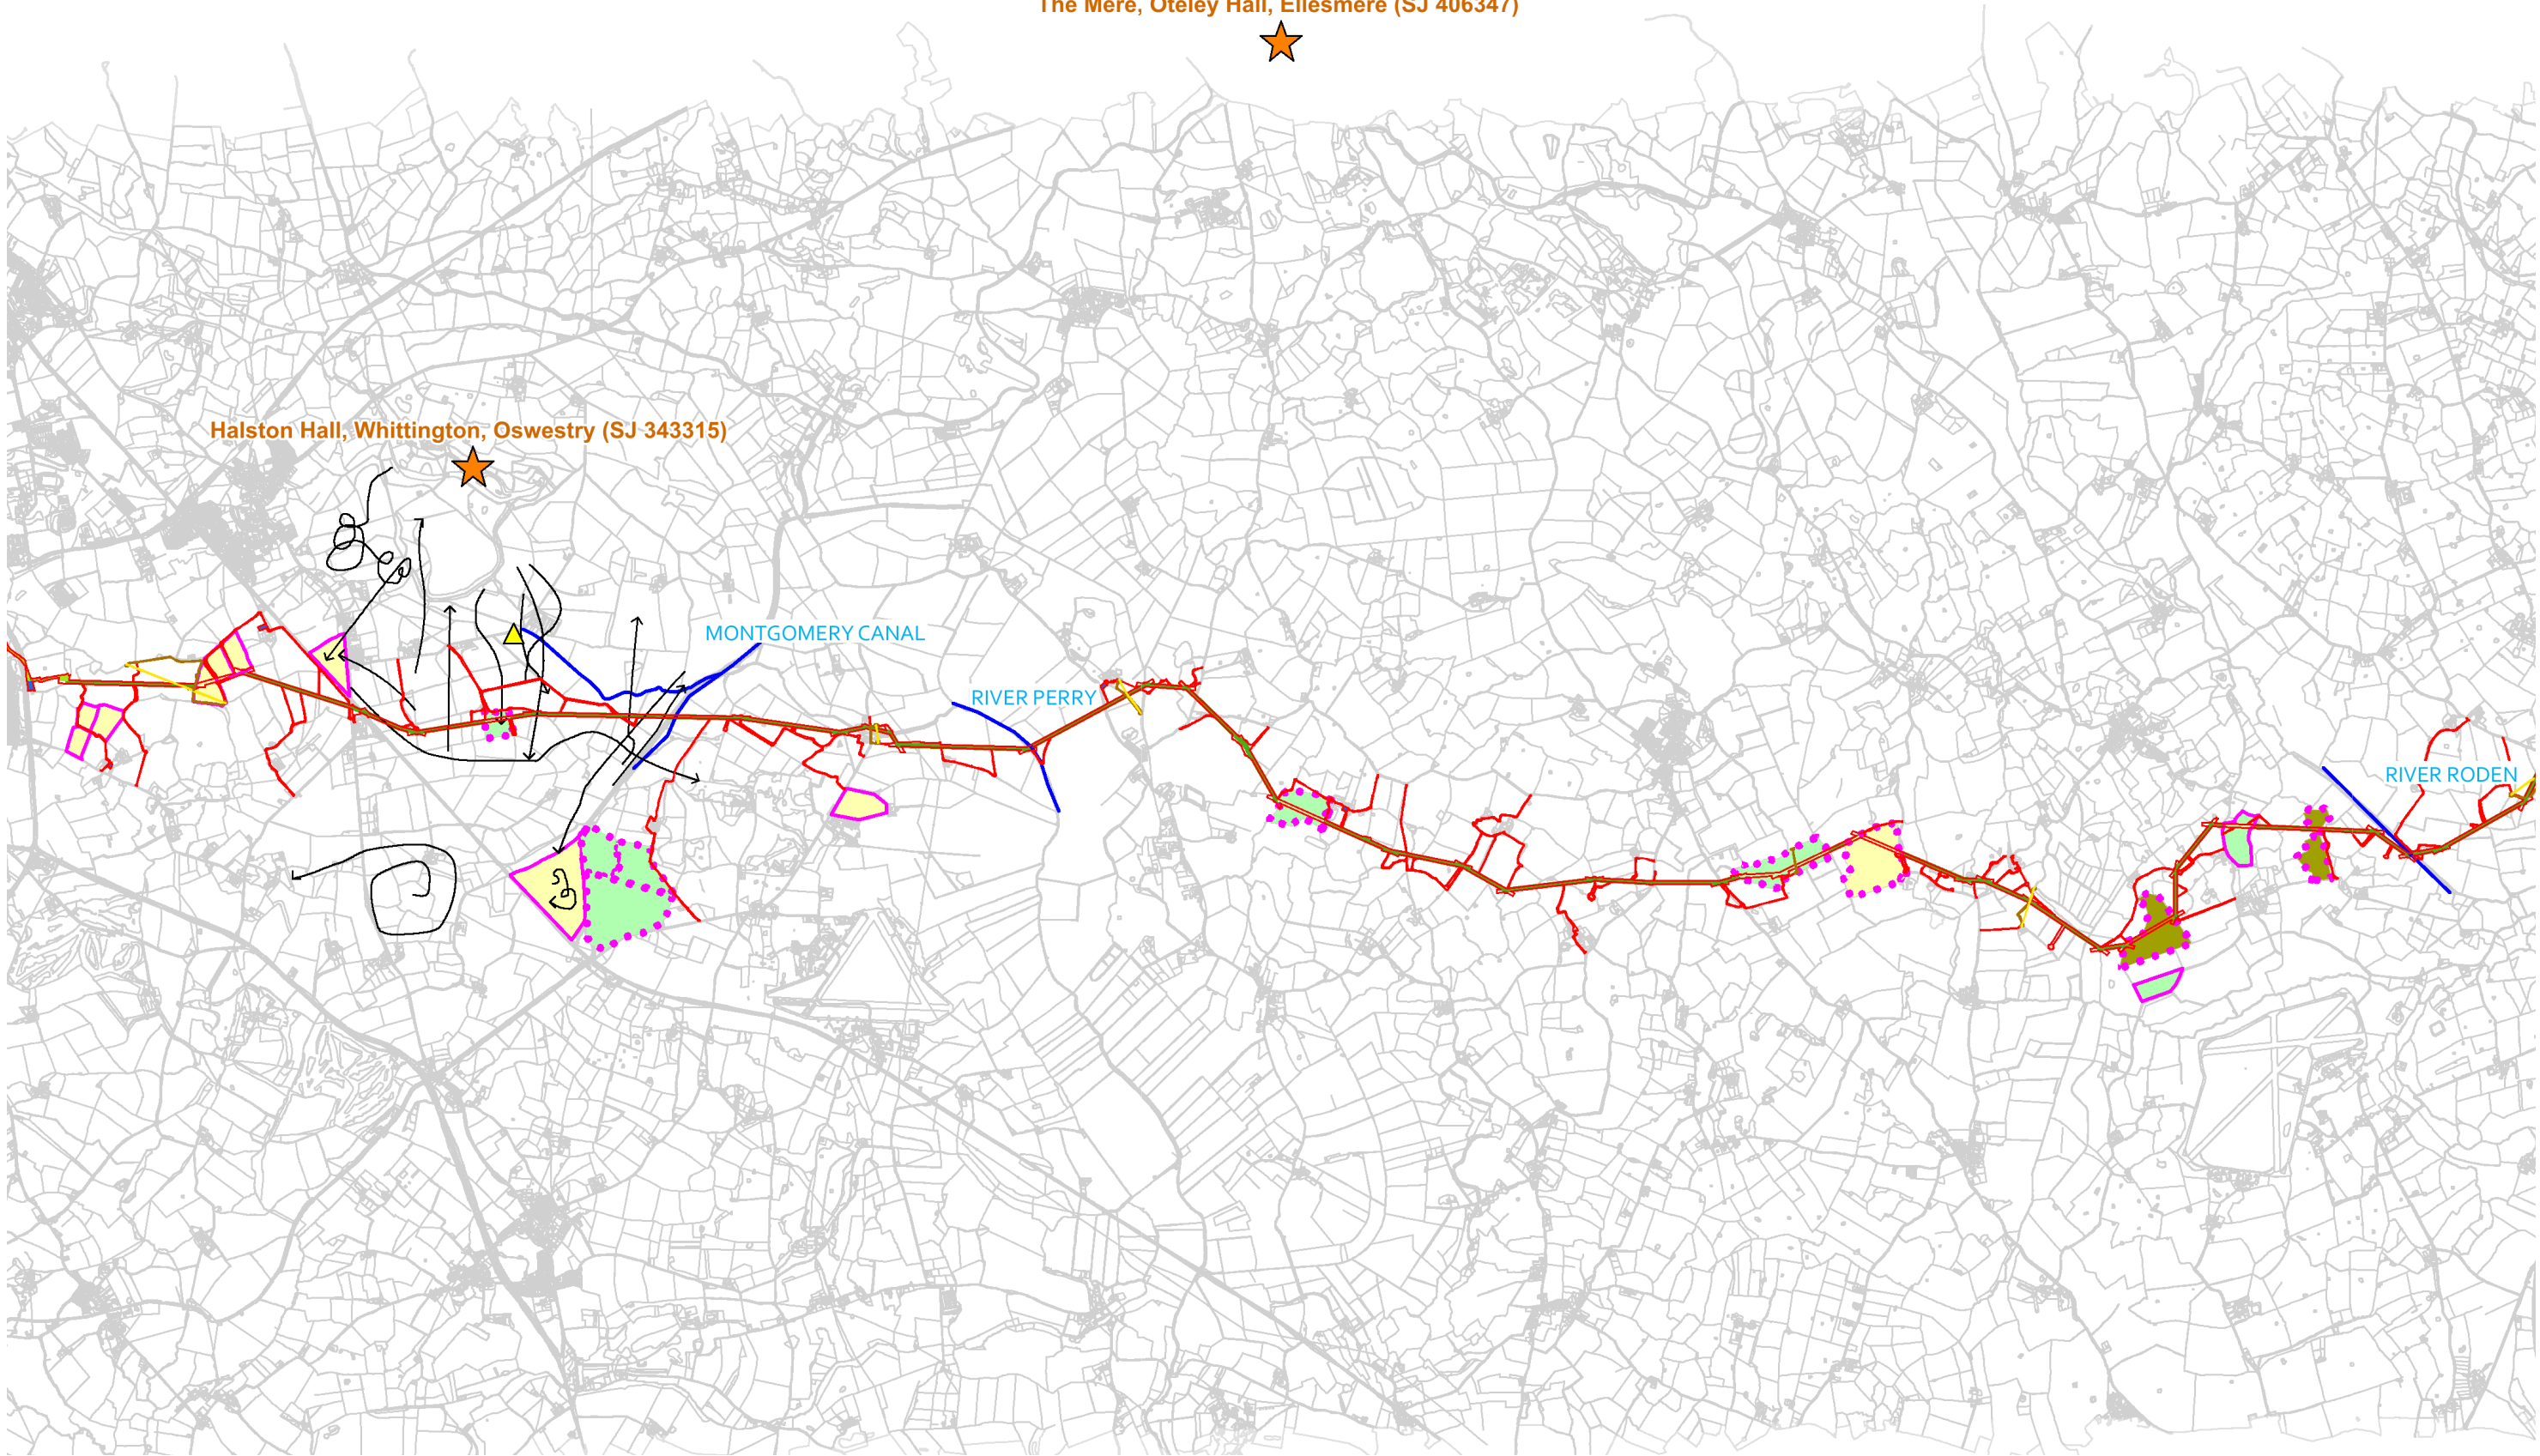 The Mere, Oteley Hall, Ellesmere (SJ 406347)
Halston Hall, Whittington, Oswestry (SJ 343315)
MONTGOMERY CANAL
RIVER PERRY
RIVER RODEN